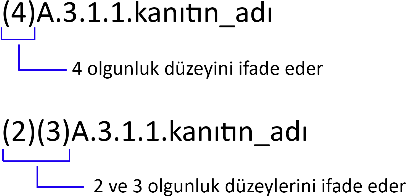 (4)A.3.1.1.kanıtın_adı
4 olgunluk düzeyini ifade eder
(2)(3)A.3.1.1.kanıtın_adı
2 ve 3 olgunluk düzeylerini ifade eder